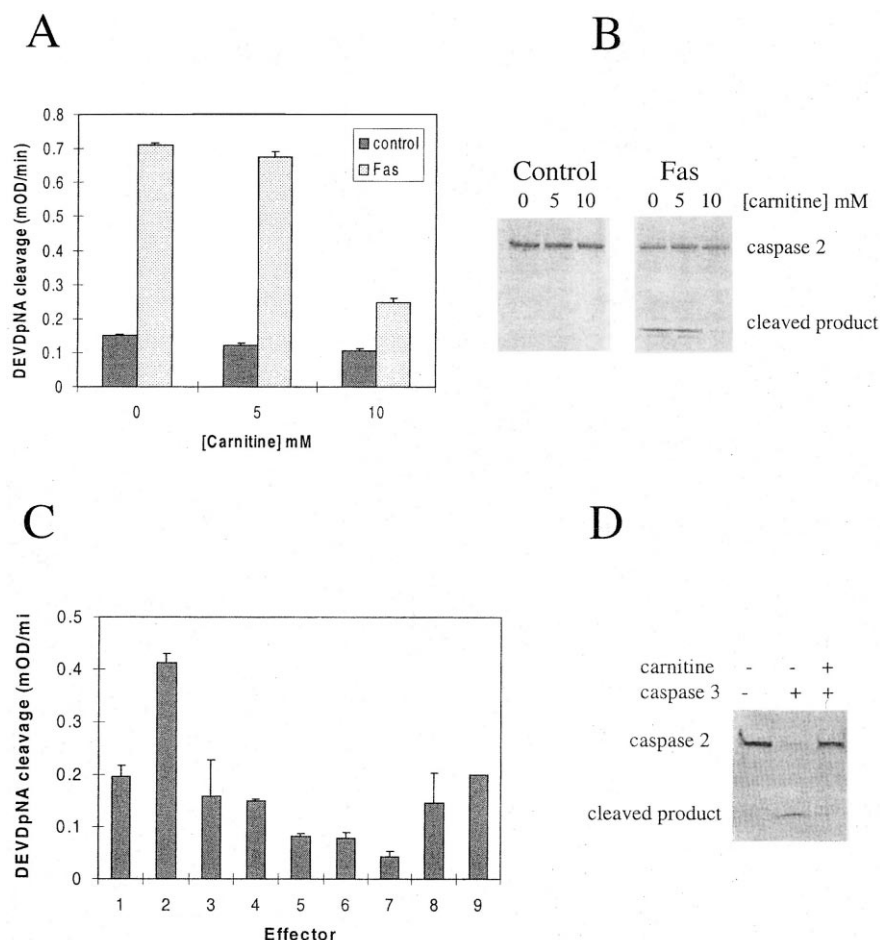 A
DEVDpNA cleavage (mOD/min)
0.8
0.7
0.6
0.5
0.4
0.3
0.2
0.1
0
control
Fas
0 5 10
[Carnitine] mM
B
Control Fas
0 5 10 0 5 10 [carnitine] mM
caspase 2
cleaved product
C
DEVDpNA cleavage (mOD/mi
0.5
0.4
0.3
0.2
0.1
0
1 2 3 4 5 6 7 8 9
Effector
D
carnitine - - +
caspase 3 - + +
caspase 2
cleaved product